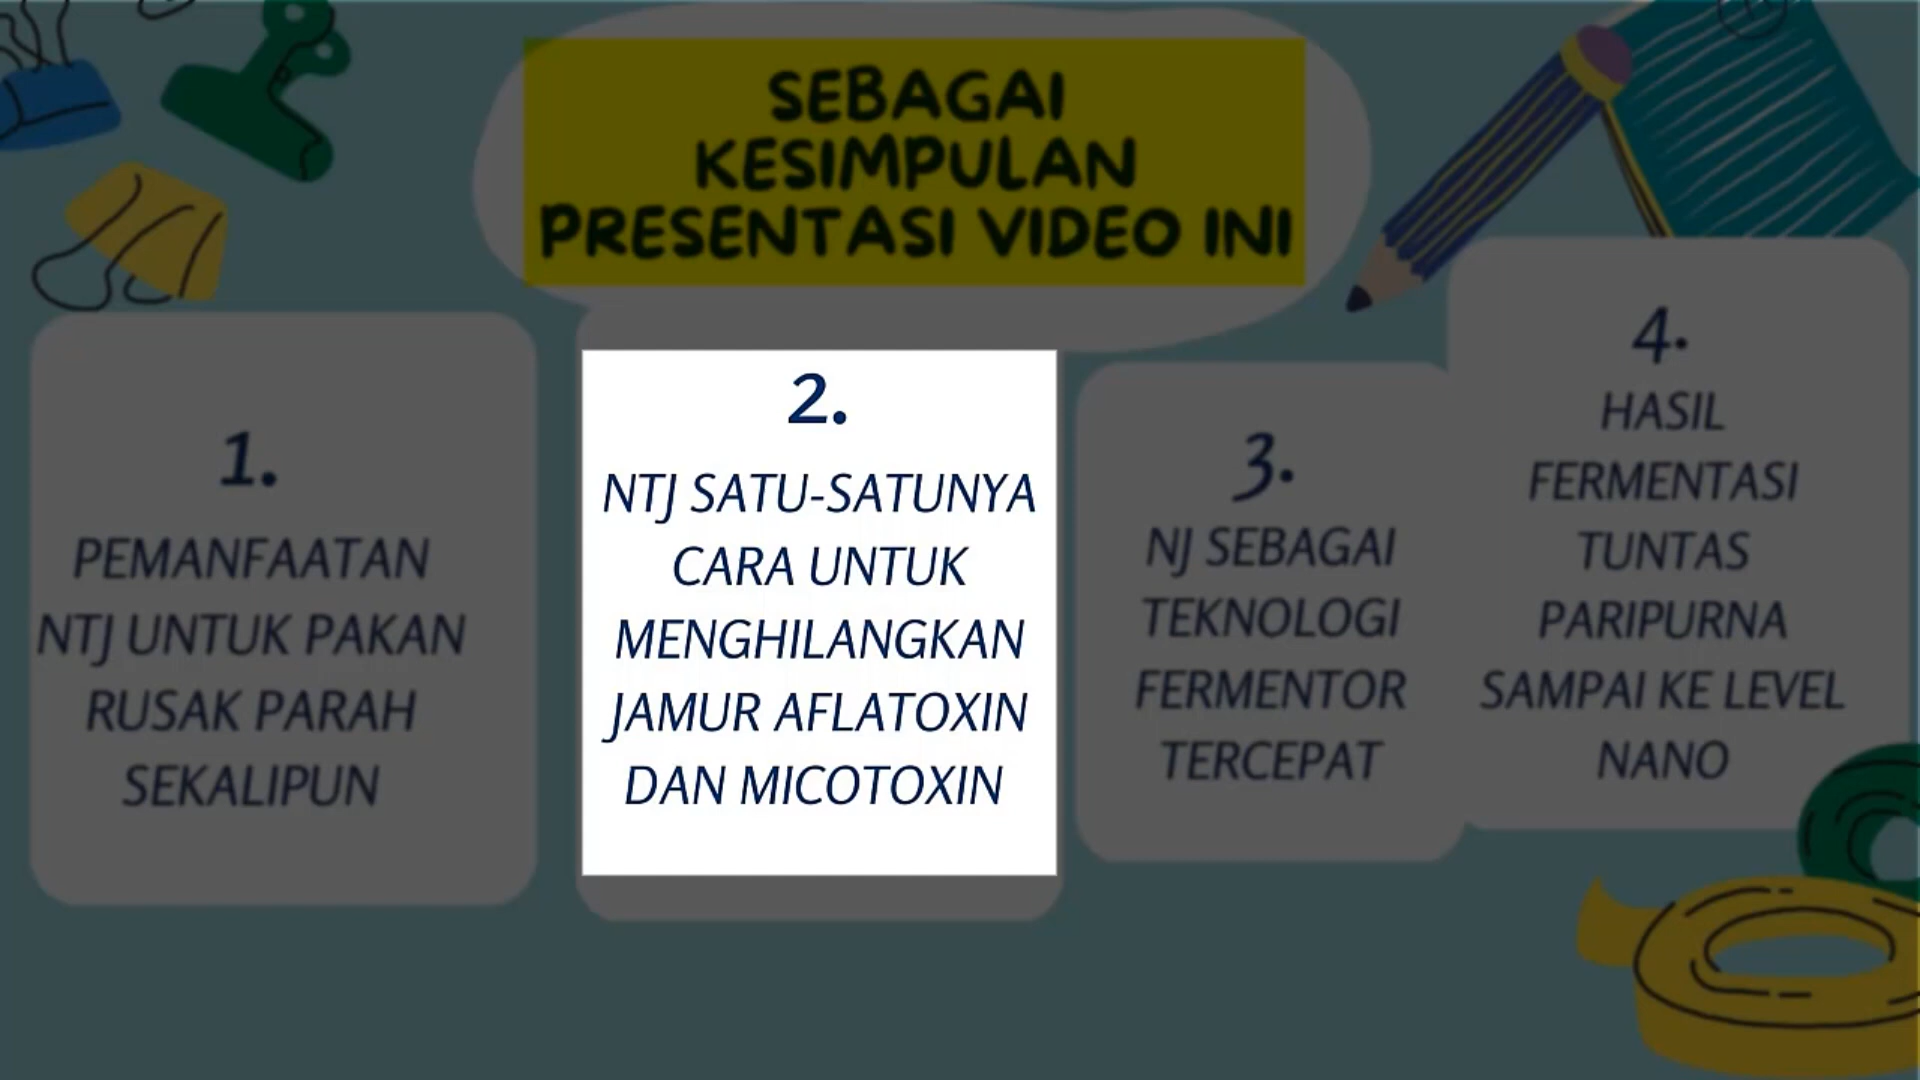 SEBAGAI
KESIMPULAN
PRESENTASI VIDEO INI
1.
PEMANFAATAN
NTJ UNTUK PAKAN
RUSAK PARAH
SEKALIPUN
2.
NTJ SATU-SATUNYA
CARA UNTUK
MENGHILANGKAN
JAMUR AFLATOXIN
DAN MICOTOXIN
3.
NJ SEBAGAI
TEKNOLOGI
FERMENTOR
TERCEPAT
4.
HASIL
FERMENTASI
TUNTAS
PARIPURNA
SAMPAI KE LEVEL
NANO